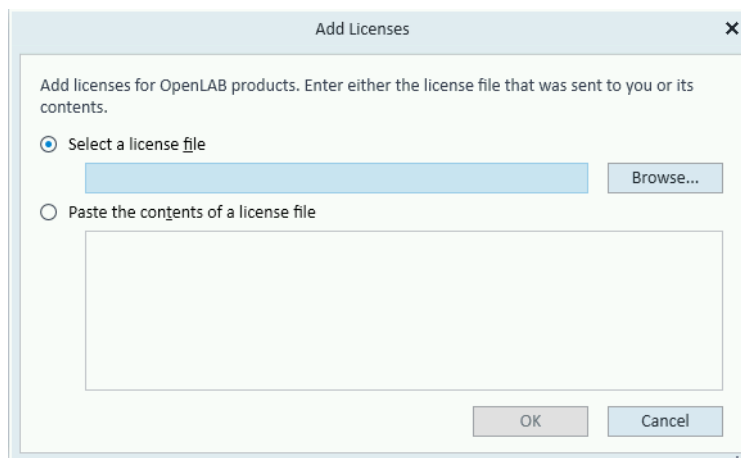 Add Licenses
Add licenses for OpenLAB products. Enter either the license file that was sent to you or its
contents.
Select a license file
Browse...
Paste the contents of a license file
OK
Cancel